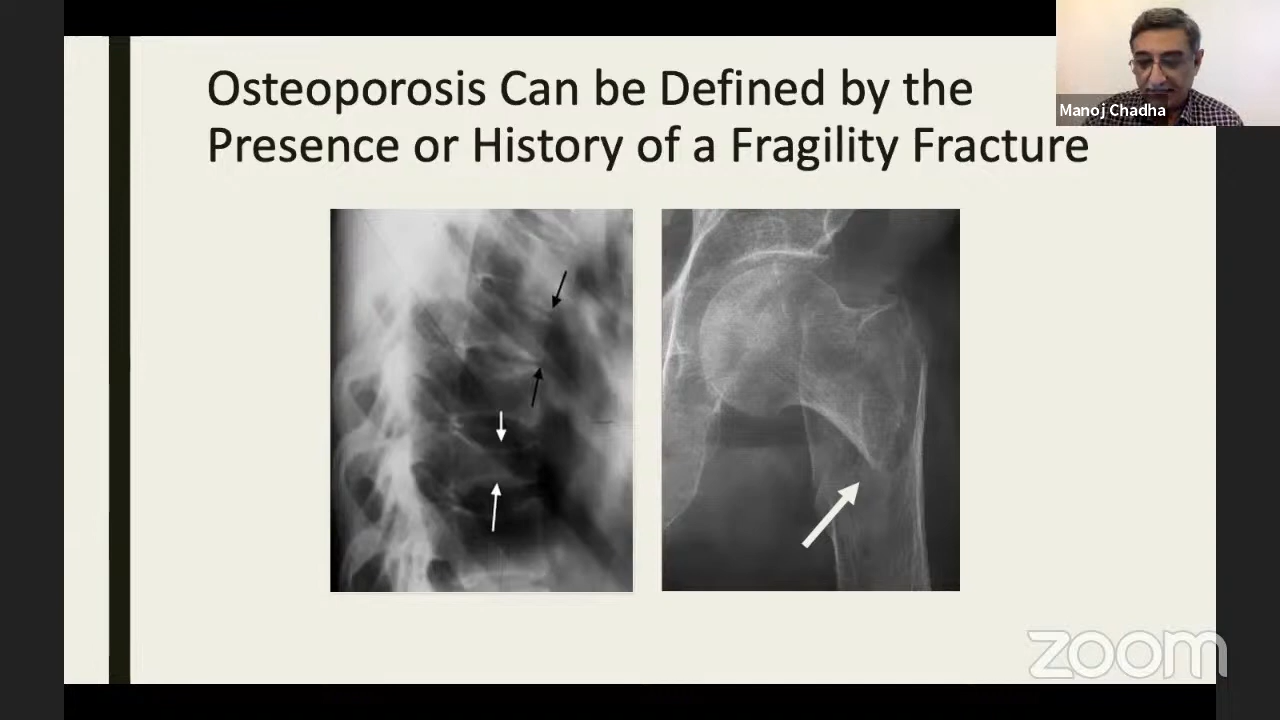 Osteoporosis Can be Defined by the
Presence or History of a Fragility Fracture
Manoj Chadha
zoom